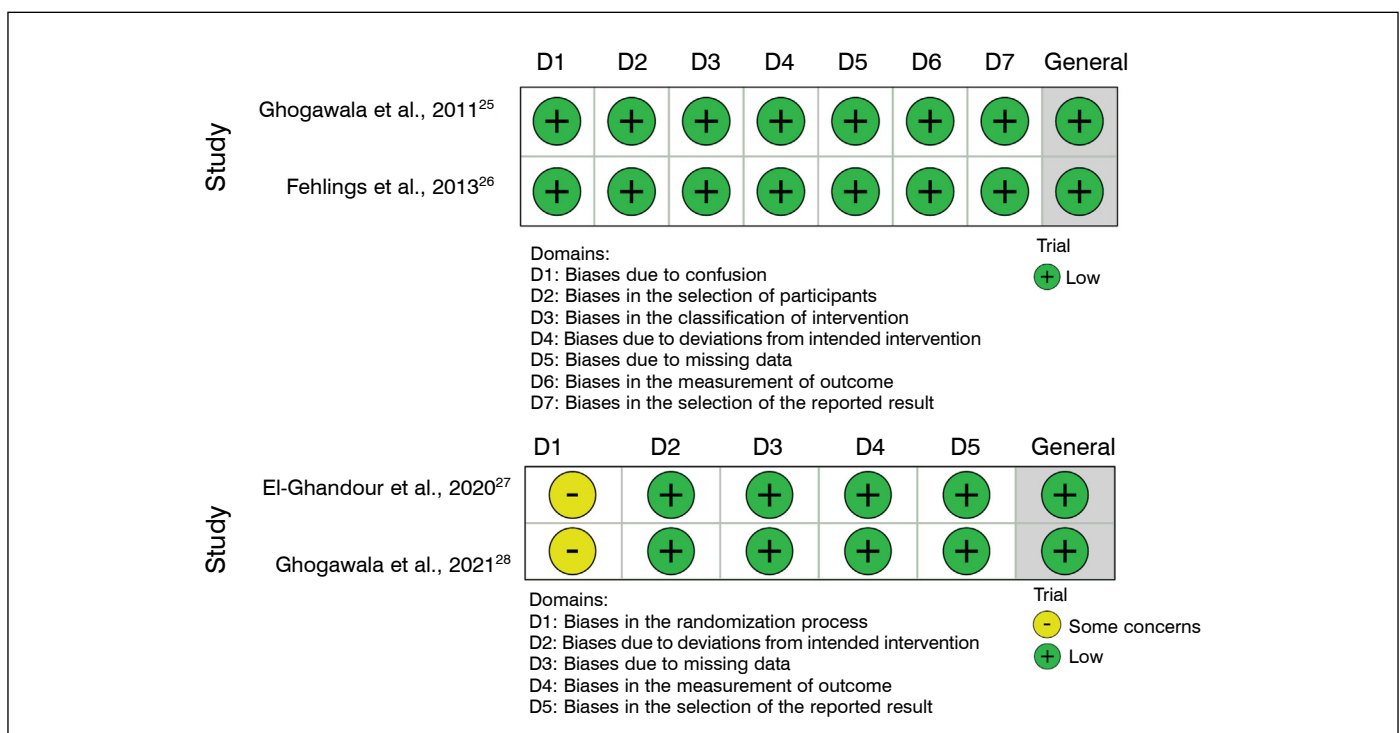 D1 D2 D3 D4 D5 D6 D7 General
Study
Ghogawala et al., 2011²⁵ + + + + + + + +
Fehlings et al., 2013²⁶ + + + + + + + +
Domains:
D1: Biases due to confusion
D2: Biases in the selection of participants
D3: Biases in the classification of intervention
D4: Biases due to deviations from intended intervention
D5: Biases due to missing data
D6: Biases in the measurement of outcome
D7: Biases in the selection of the reported result
Trial
+ Low
D1 D2 D3 D4 D5 General
Study
El-Ghandour et al., 2020²⁷ - + + + + +
Ghogawala et al., 2021²⁸ - + + + + +
Domains:
D1: Biases in the randomization process
D2: Biases due to deviations from intended intervention
D3: Biases due to missing data
D4: Biases in the measurement of outcome
D5: Biases in the selection of the reported result
Trial
- Some concerns
+ Low